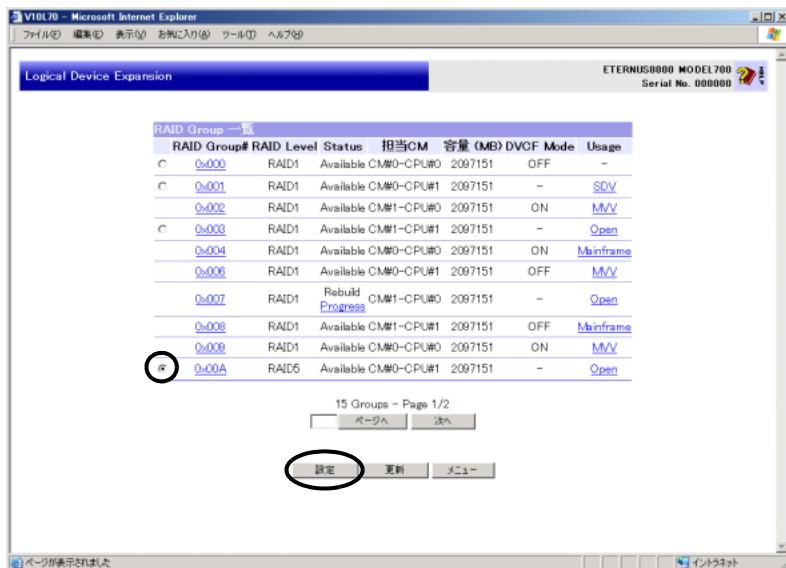 V10L70 - Microsoft Internet Explorer
ファイル(F) 編集(E) 表示(V) お気に入り(A) ツール(T) ヘルプ(H)
Logical Device Expansion
ETERNUS8000 MODEL700
Serial No. 000000
RAID Group 一覧
RAID Group# RAID Level Status 担当CM 容量 (MB) DVCF Mode Usage
0x000 RAID1 Available CM#0-CPU#0 2097151 OFF -
0x001 RAID1 Available CM#0-CPU#1 2097151 - SDV
0x002 RAID1 Available CM#1-CPU#0 2097151 ON MVV
0x003 RAID1 Available CM#1-CPU#1 2097151 - Open
0x004 RAID1 Available CM#0-CPU#0 2097151 ON Mainframe
0x006 RAID1 Available CM#0-CPU#1 2097151 OFF MVV
0x007 RAID1 Rebuild Progress CM#1-CPU#0 2097151 - Open
0x008 RAID1 Available CM#1-CPU#1 2097151 OFF Mainframe
0x009 RAID1 Available CM#0-CPU#0 2097151 ON MVV
0x00A RAID5 Available CM#0-CPU#1 2097151 - Open
15 Groups - Page 1/2
ページへ 次へ
設定 更新 メニュー
ページが表示されました イントラネット